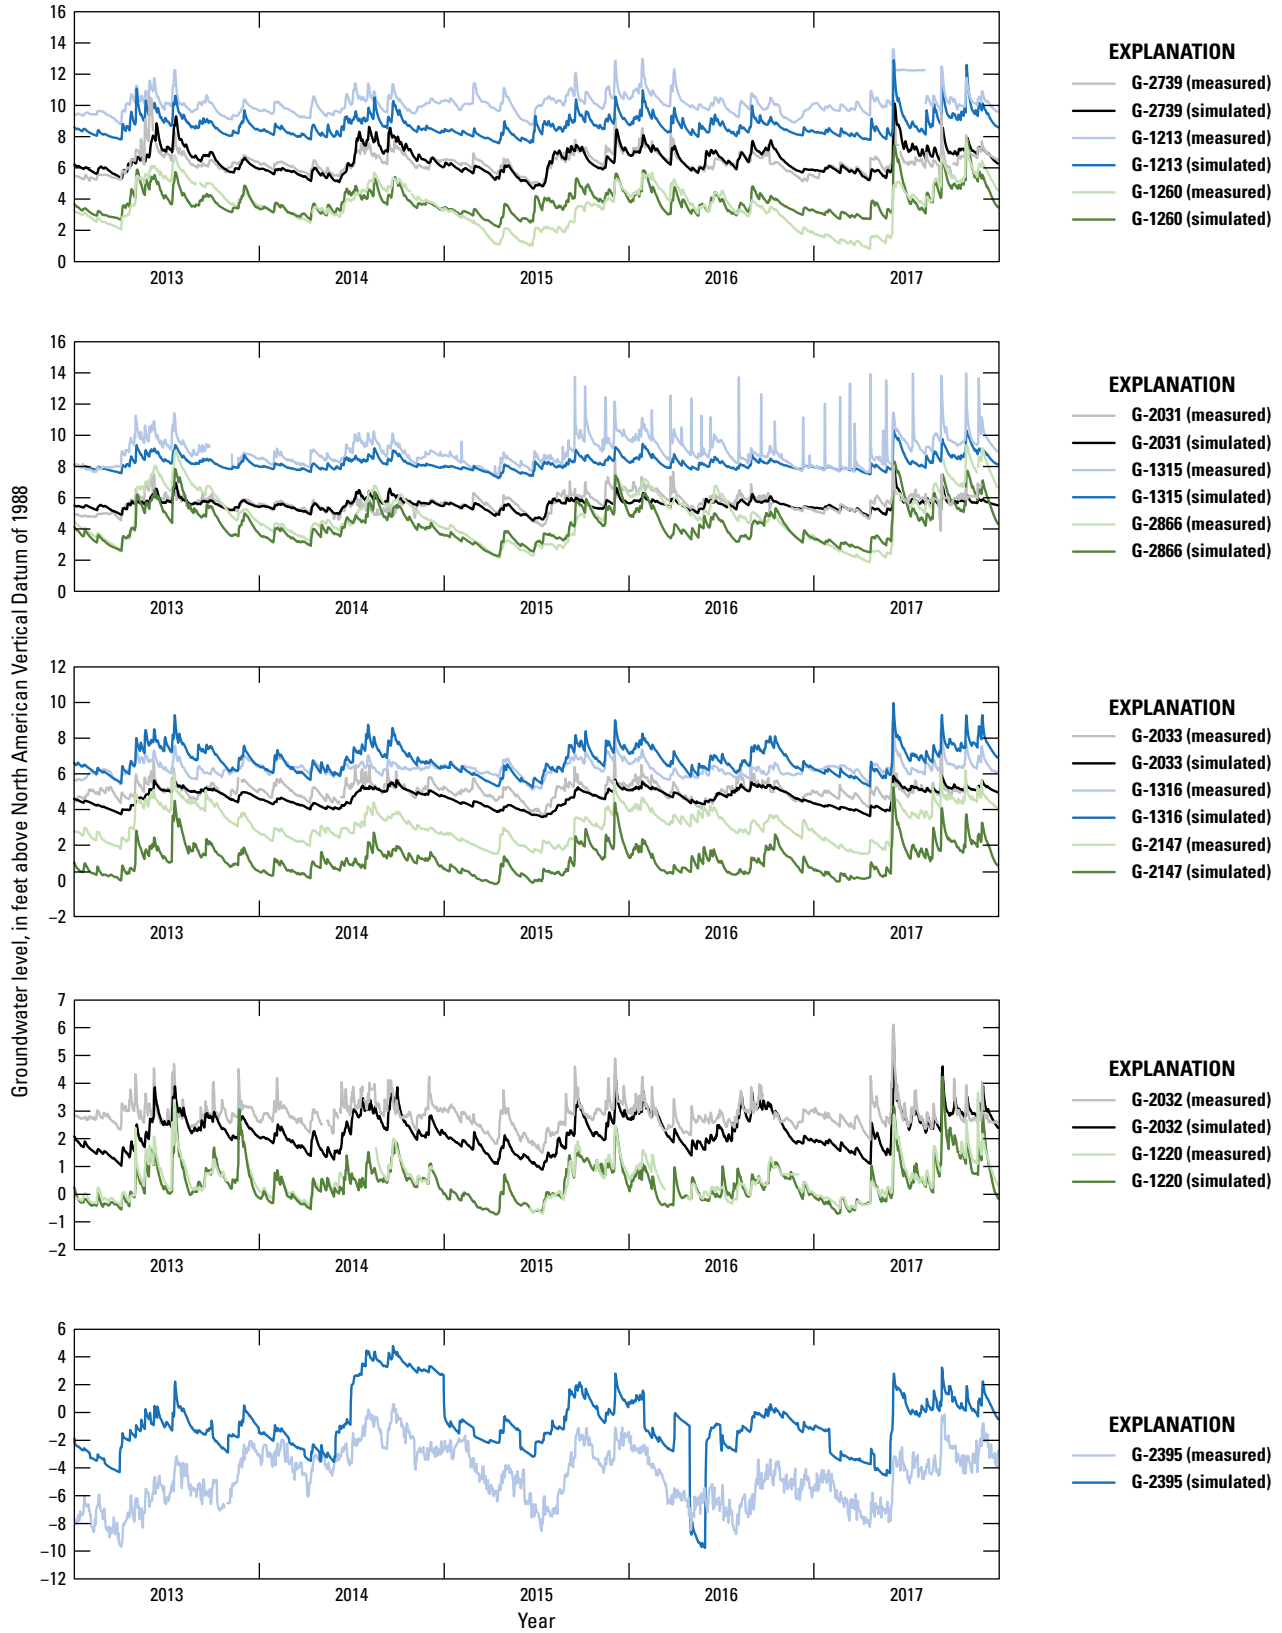 Groundwater level, in feet above North American Vertical Datum of 1988
16
14
12
10
8
6
4
2
0
2013 2014 2015 2016 2017
EXPLANATION
G-2739 (measured)
G-2739 (simulated)
G-1213 (measured)
G-1213 (simulated)
G-1260 (measured)
G-1260 (simulated)
16
14
12
10
8
6
4
2
0
2013 2014 2015 2016 2017
EXPLANATION
G-2031 (measured)
G-2031 (simulated)
G-1315 (measured)
G-1315 (simulated)
G-2866 (measured)
G-2866 (simulated)
12
10
8
6
4
2
0
–2
2013 2014 2015 2016 2017
EXPLANATION
G-2033 (measured)
G-2033 (simulated)
G-1316 (measured)
G-1316 (simulated)
G-2147 (measured)
G-2147 (simulated)
7
6
5
4
3
2
1
0
–1
–2
2013 2014 2015 2016 2017
EXPLANATION
G-2032 (measured)
G-2032 (simulated)
G-1220 (measured)
G-1220 (simulated)
6
4
2
0
–2
–4
–6
–8
–10
–12
2013 2014 2015 2016 2017
Year
EXPLANATION
G-2395 (measured)
G-2395 (simulated)